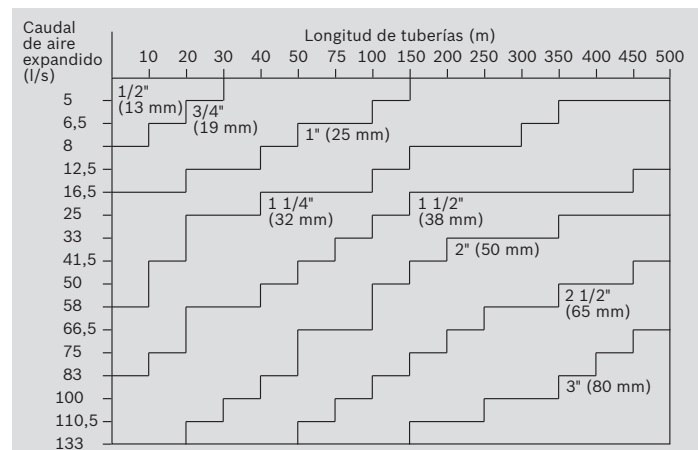 Caudal
de aire
expandido
(l/s)
Longitud de tuberías (m)
10 20 30 40 50 75 100 150 200 250 300 350 400 450 500
5
6,5
8
12,5
16,5
25
33
41,5
50
58
66,5
75
83
100
110,5
133
1/2"
(13 mm)
3/4"
(19 mm)
1" (25 mm)
1 1/4"
(32 mm)
1 1/2"
(38 mm)
2" (50 mm)
2 1/2"
(65 mm)
3" (80 mm)